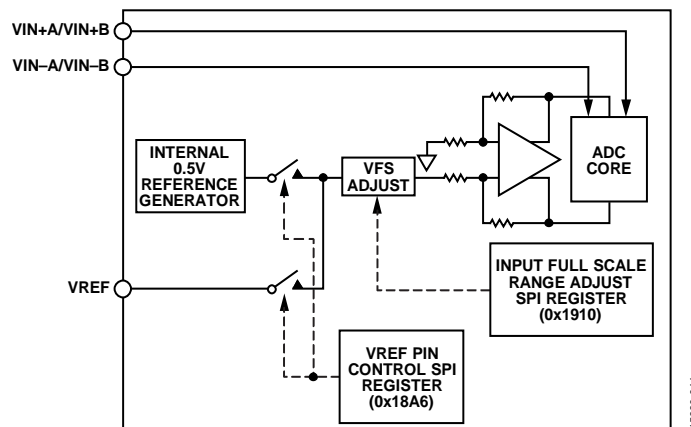 VIN+A/VIN+B
VIN–A/VIN–B
INTERNAL
0.5V
REFERENCE
GENERATOR
VFS
ADJUST
ADC
CORE
VREF
INPUT FULL SCALE
RANGE ADJUST
SPI REGISTER
(0x1910)
VREF PIN
CONTROL SPI
REGISTER
(0x18A6)